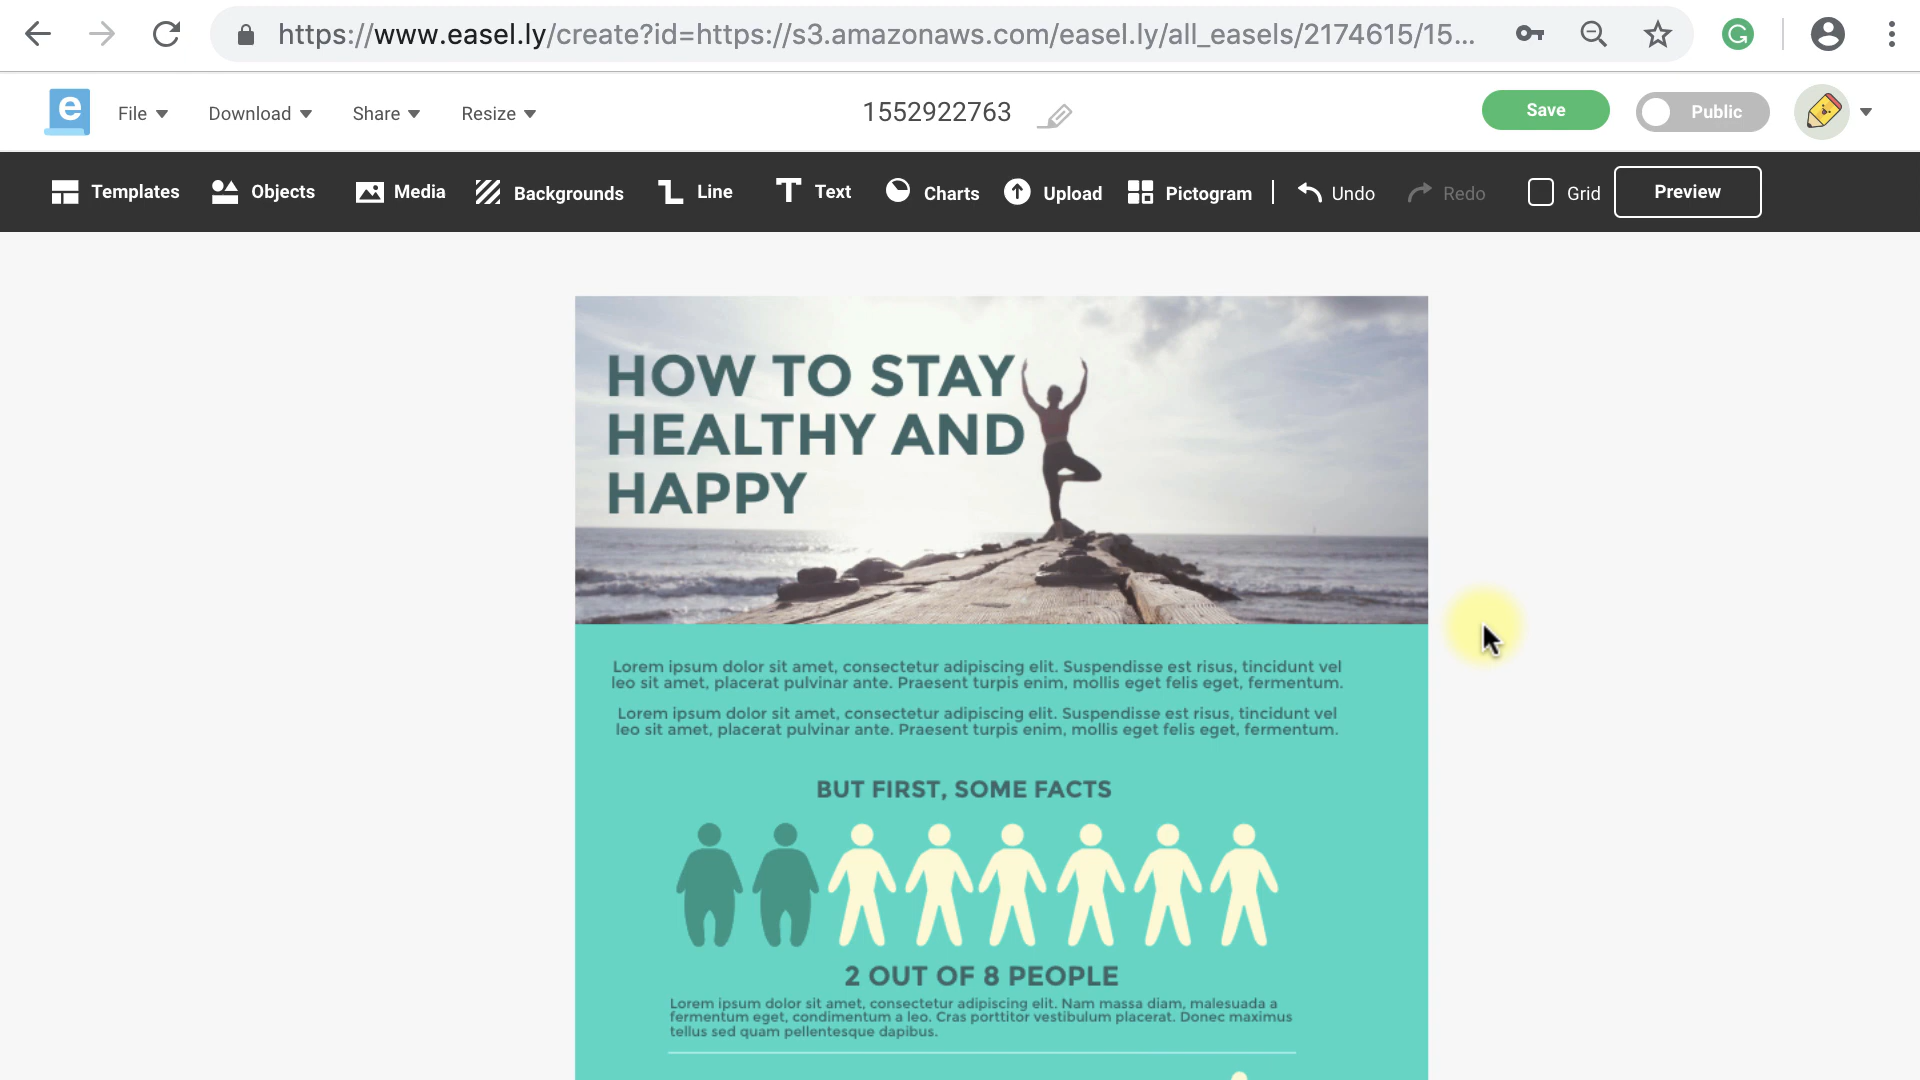 https://www.easel.ly/create?id=https://s3.amazonaws.com/easel.ly/all_easels/2174615/15...
e File Download Share Resize 1552922763 Save Public
Templates Objects Media Backgrounds Line Text Charts Upload Pictogram Undo Redo Grid Preview
HOW TO STAY
HEALTHY AND
HAPPY
Lorem ipsum dolor sit amet, consectetur adipiscing elit. Suspendisse est risus, tincidunt vel
leo sit amet, placerat pulvinar ante. Praesent turpis enim, mollis eget felis eget, fermentum.
Lorem ipsum dolor sit amet, consectetur adipiscing elit. Suspendisse est risus, tincidunt vel
leo sit amet, placerat pulvinar ante. Praesent turpis enim, mollis eget felis eget, fermentum.
BUT FIRST, SOME FACTS
2 OUT OF 8 PEOPLE
Lorem ipsum dolor sit amet, consectetur adipiscing elit. Nam massa diam, malesuada a
fermentum eget, condimentum a leo. Cras porttitor vestibulum placerat. Donec maximus
tellus sed quam pellentesque dapibus.